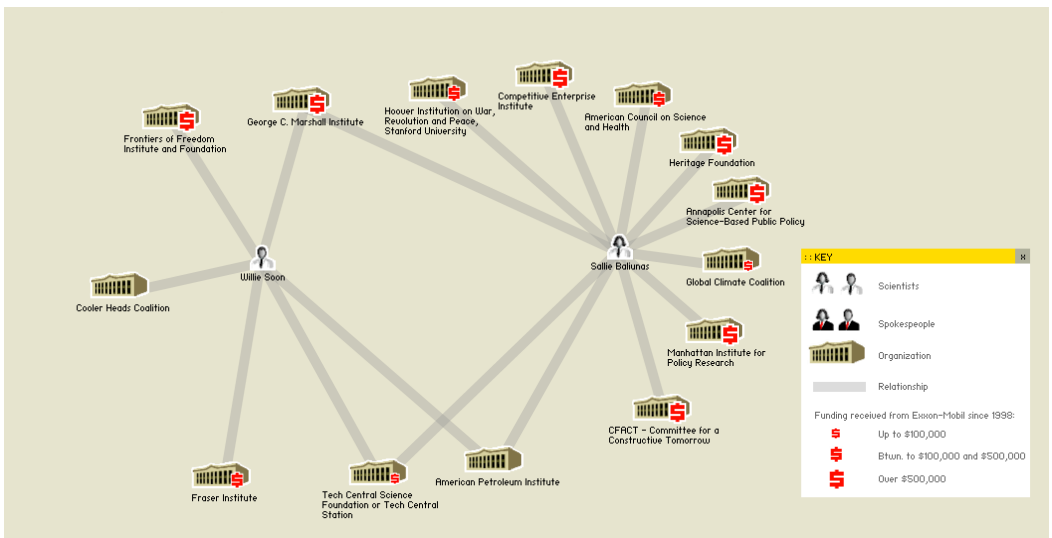 Frontiers of Freedom
Institute and Foundation
George C. Marshall Institute
Hoover Institution on War,
Revolution and Peace,
Stanford University
Competitive Enterprise
Institute
American Council on Science
and Health
Heritage Foundation
Annapolis Center for
Science-Based Public Policy
Willie Soon
Sallie Baliunas
Global Climate Coalition
Cooler Heads Coalition
Manhattan Institute for
Policy Research
CFACT - Committee for a
Constructive Tomorrow
Fraser Institute
Tech Central Science
Foundation or Tech Central
Station
American Petroleum Institute
:: KEY x
Scientists
Spokespeople
Organization
Relationship
Funding received from Exxon-Mobil since 1998:
$ Up to $100,000
$ Btwn. to $100,000 and $500,000
$ Over $500,000